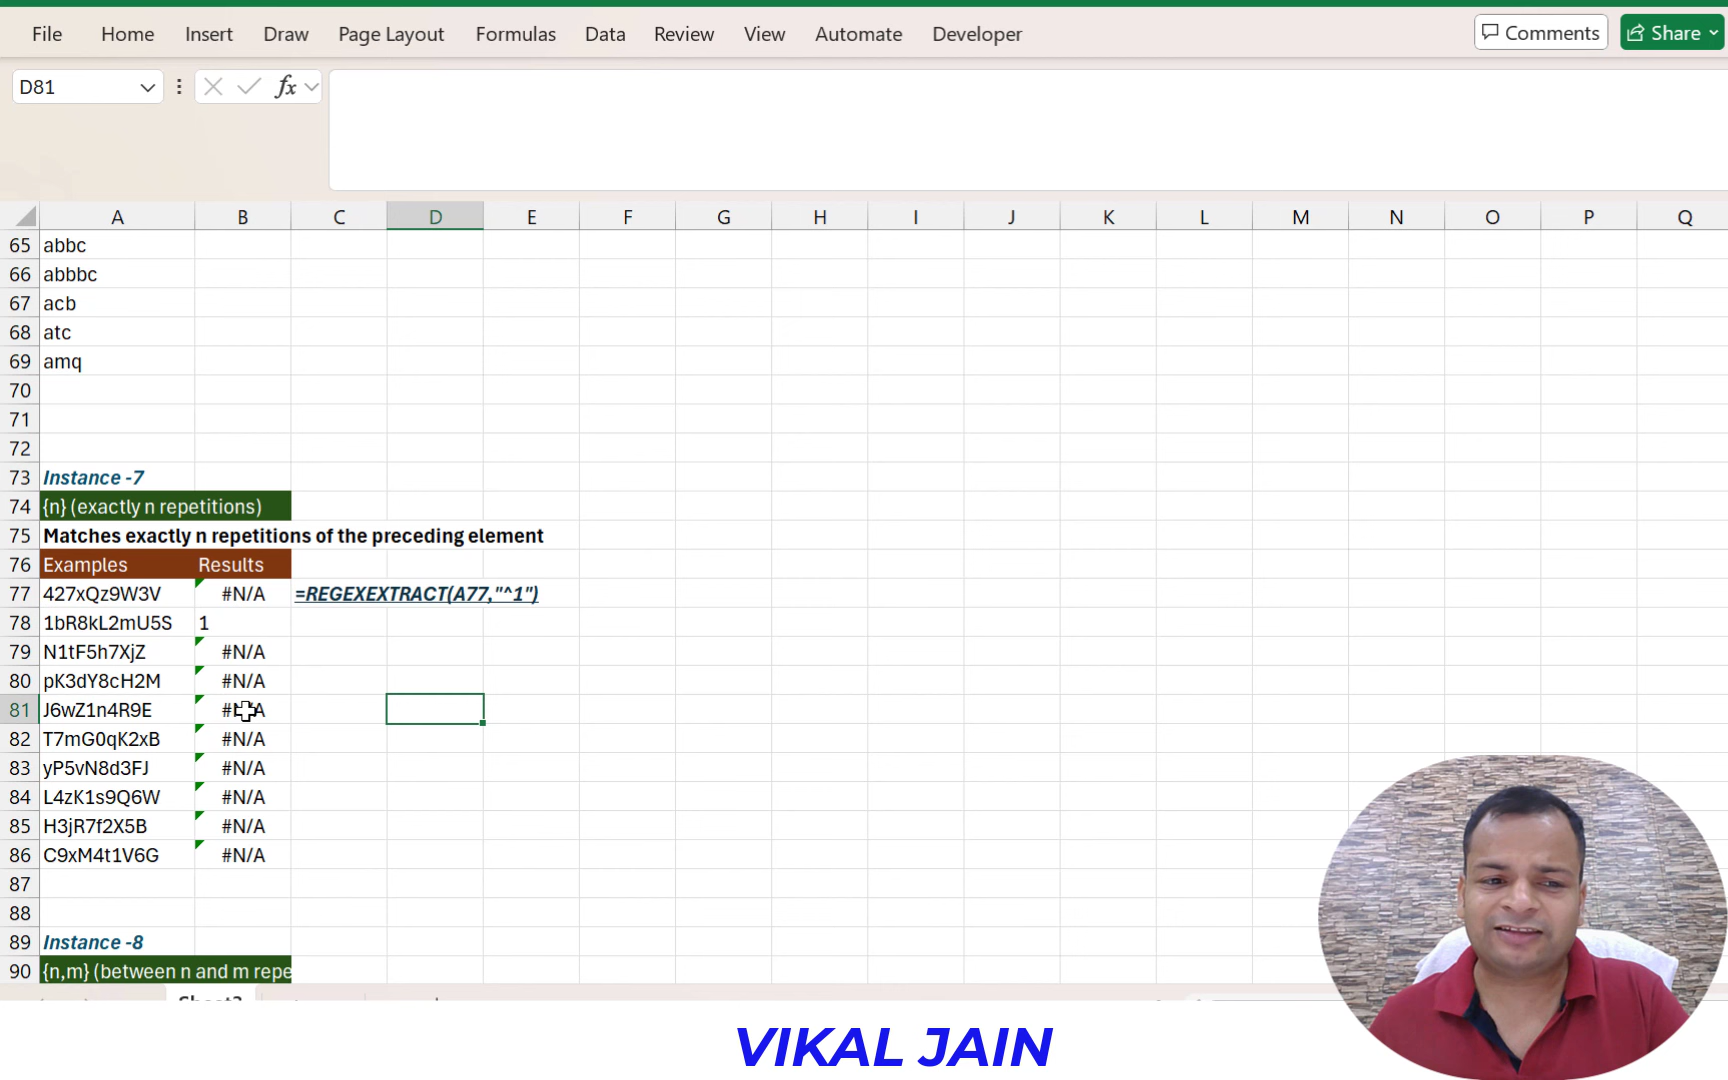 File Home Insert Draw Page Layout Formulas Data Review View Automate Developer Comments Share
D81 fx
A B C D E F G H I J K L M N O P Q
65 abbc
66 abbbc
67 acb
68 atc
69 amq
70
71
72
73 Instance -7
74 {n} (exactly n repetitions)
75 Matches exactly n repetitions of the preceding element
76 Examples Results
77 427xQz9W3V #N/A =REGEXEXTRACT(A77,"^1")
78 1bR8kL2mU5S 1
79 N1tF5h7XjZ #N/A
80 pK3dY8cH2M #N/A
81 J6wZ1n4R9E #N/A
82 T7mG0qK2xB #N/A
83 yP5vN8d3FJ #N/A
84 L4zK1s9Q6W #N/A
85 H3jR7f2X5B #N/A
86 C9xM4t1V6G #N/A
87
88
89 Instance -8
90 {n,m} (between n and m repe
VIKAL JAIN